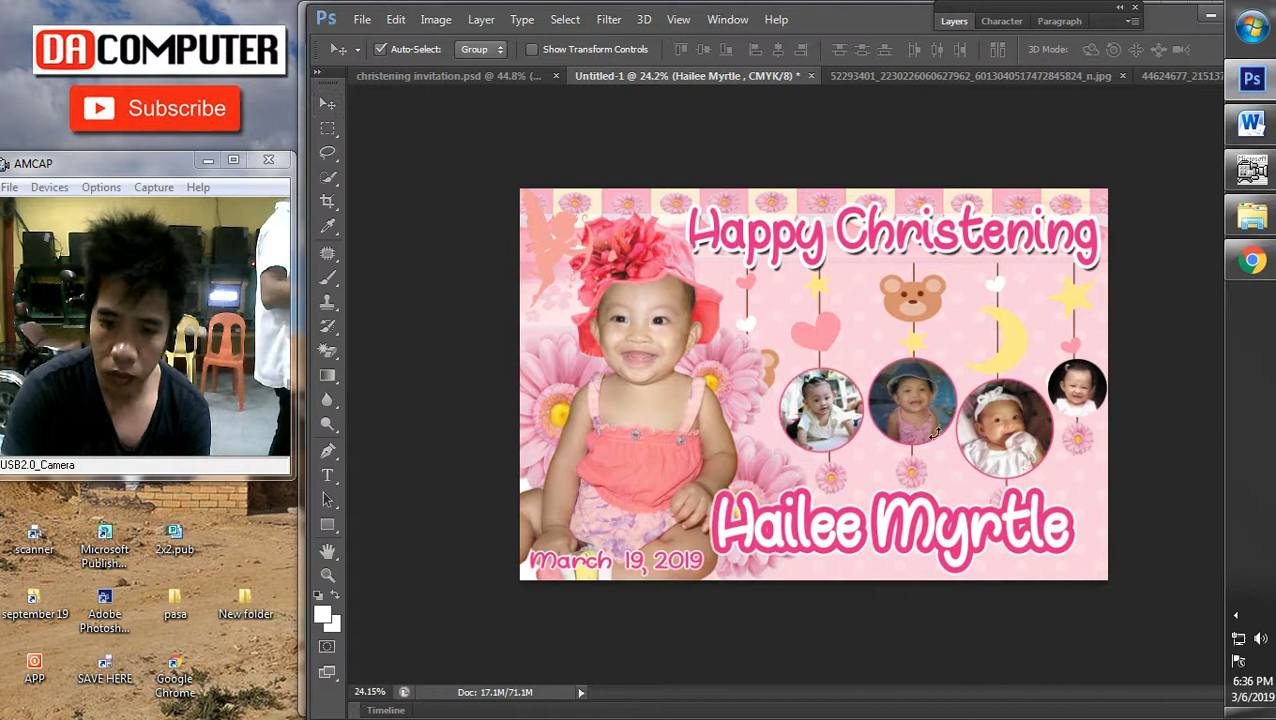 DA COMPUTER
Subscribe
AMCAP
File Devices Options Capture Help
USB2.0_Camera
scanner
Microsoft Publish...
2x2.pub
september 19
Adobe Photosh...
pasa
New folder
APP
SAVE HERE
Google Chrome
Ps File Edit Image Layer Type Select Filter 3D View Window Help
Layers Character Paragraph
Auto-Select: Group Show Transform Controls 3D Mode:
christening invitation.psd @ 44.8% (... Untitled-1 @ 24.2% (Hailee Myrtle , CMYK/8) *
Happy Christening
Hailee Myrtle
March 19, 2019
24.15% Doc: 17.1M/71.1M
Timeline
Ps
W
Microsoft
6:36 PM
3/6/2019